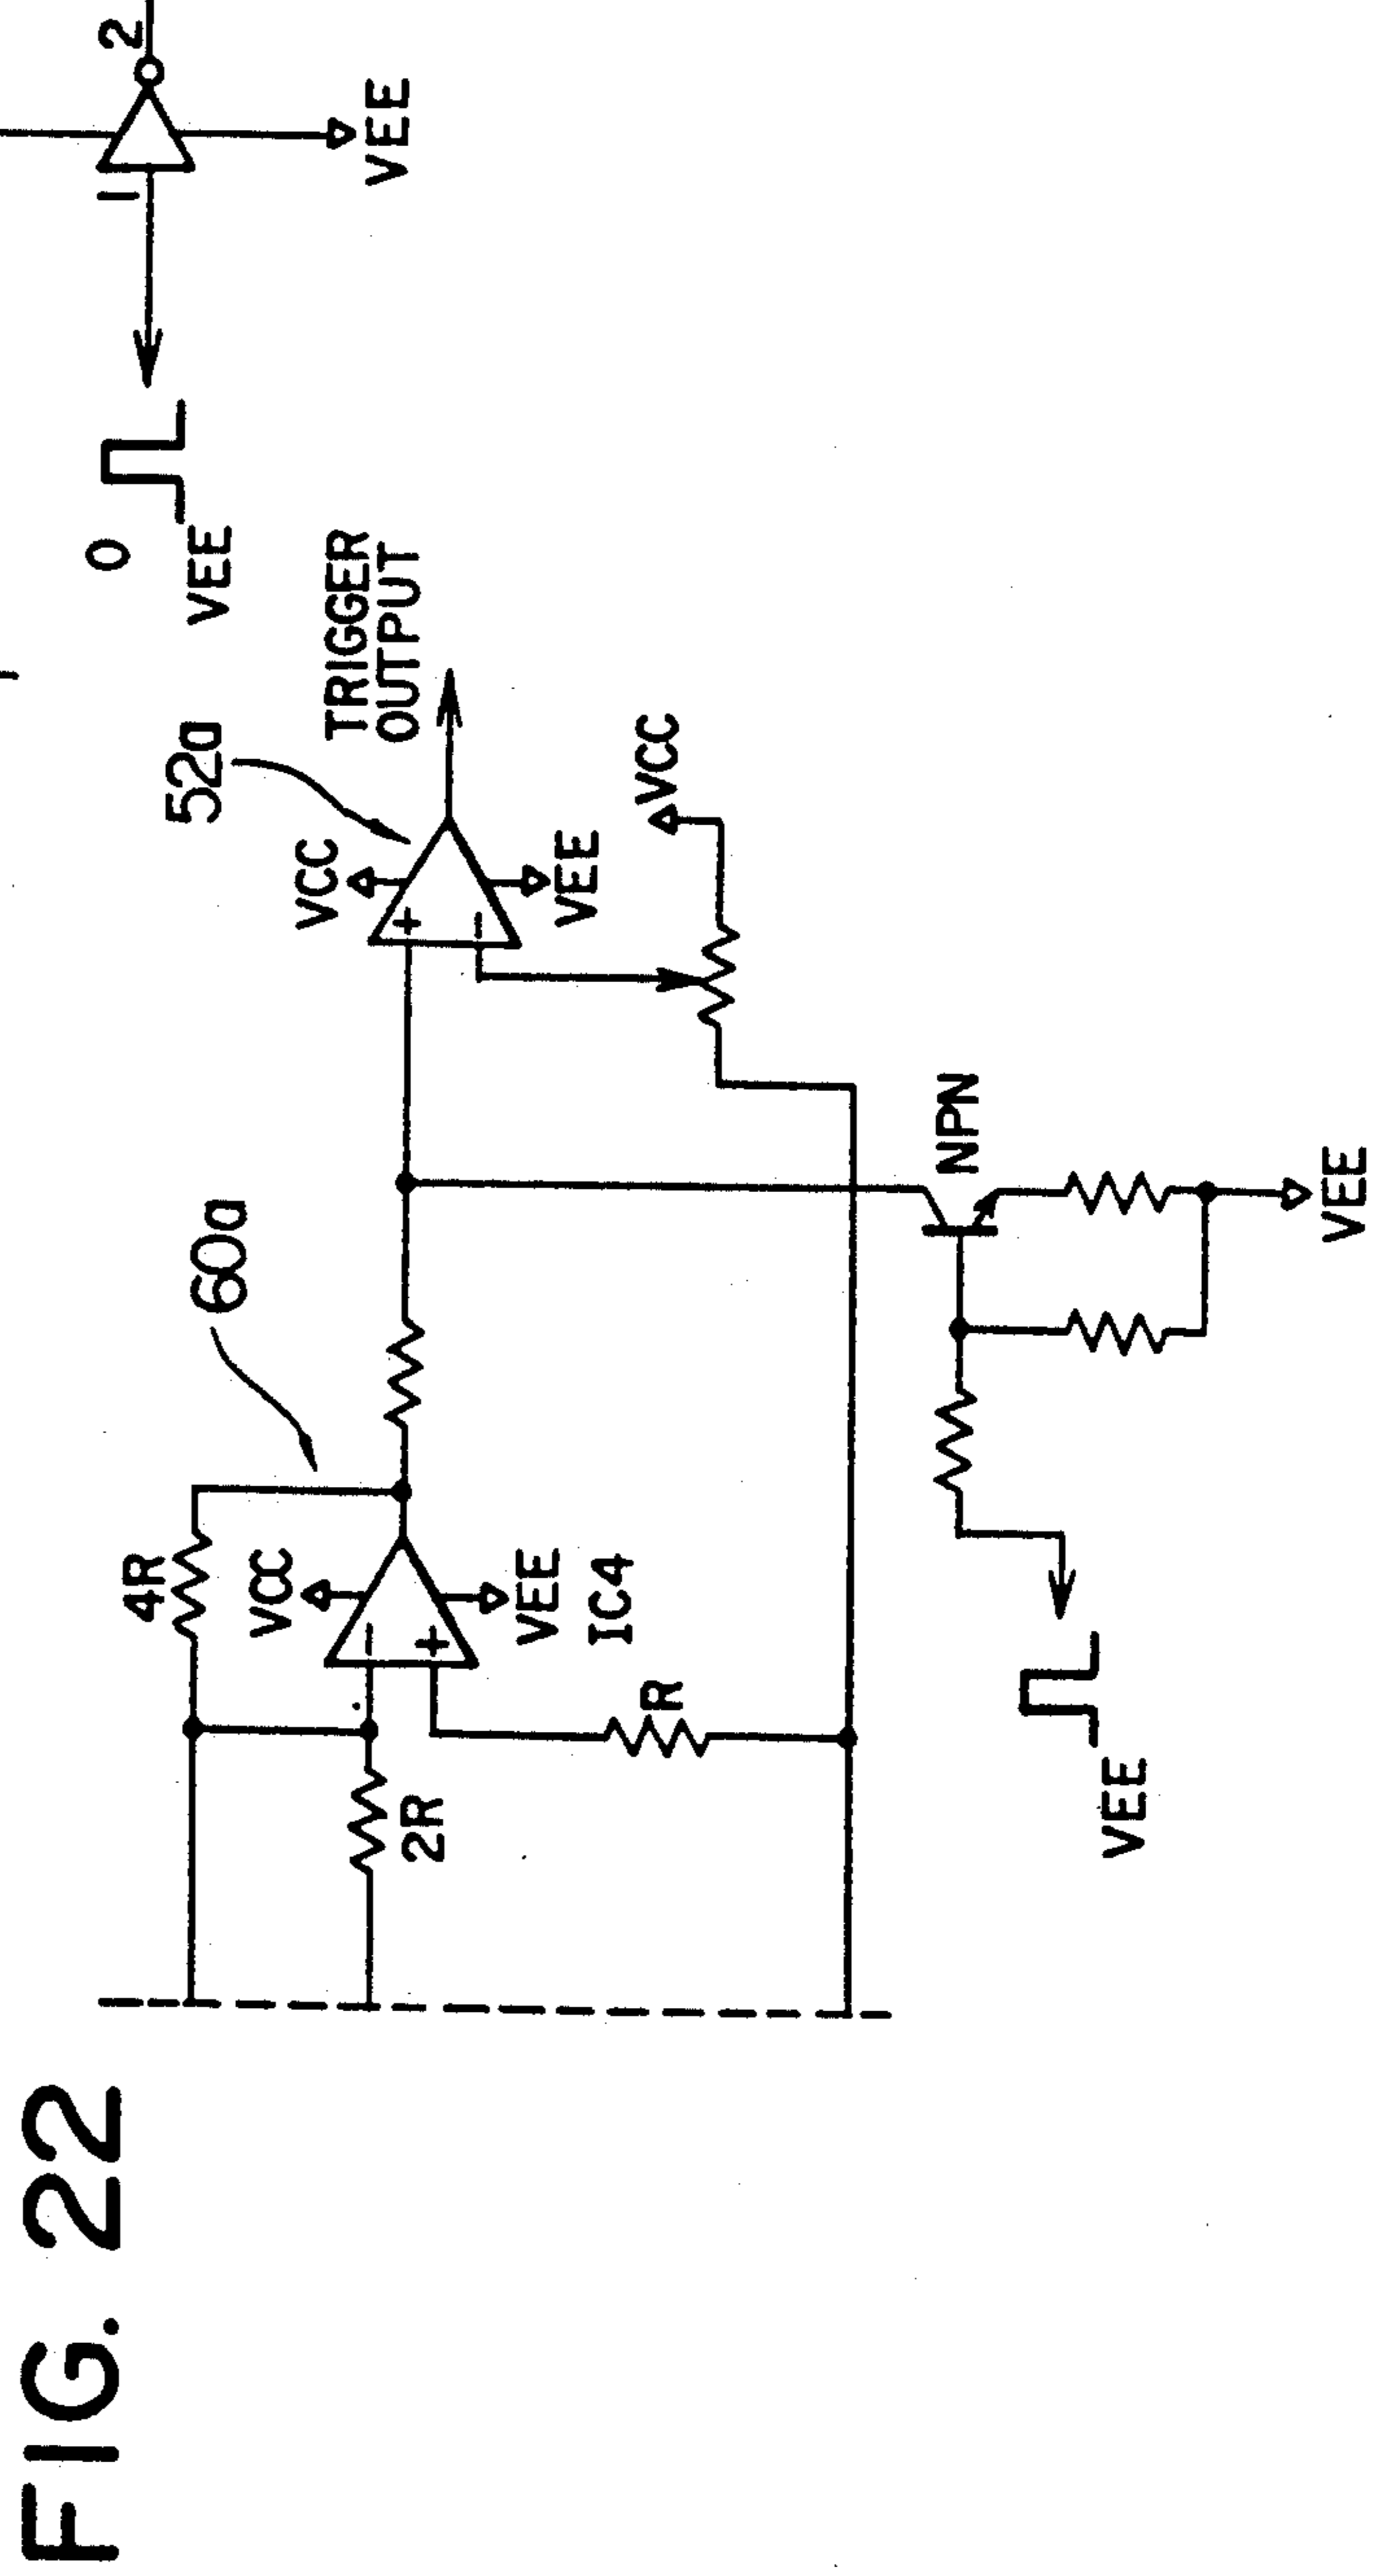 FIG. 22
4R
VCC
2R
VEE
IC4
R
60a
52a
VCC
VEE
TRIGGER
OUTPUT
VCC
NPN
VEE
VEE
0
VEE
1
2
VEE